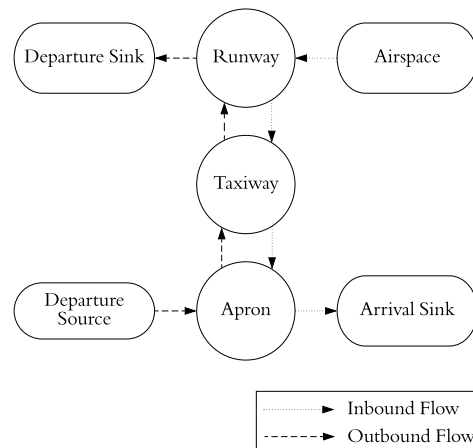 Departure Sink
Runway
Airspace
Taxiway
Departure
Source
Apron
Arrival Sink
Inbound Flow
Outbound Flow